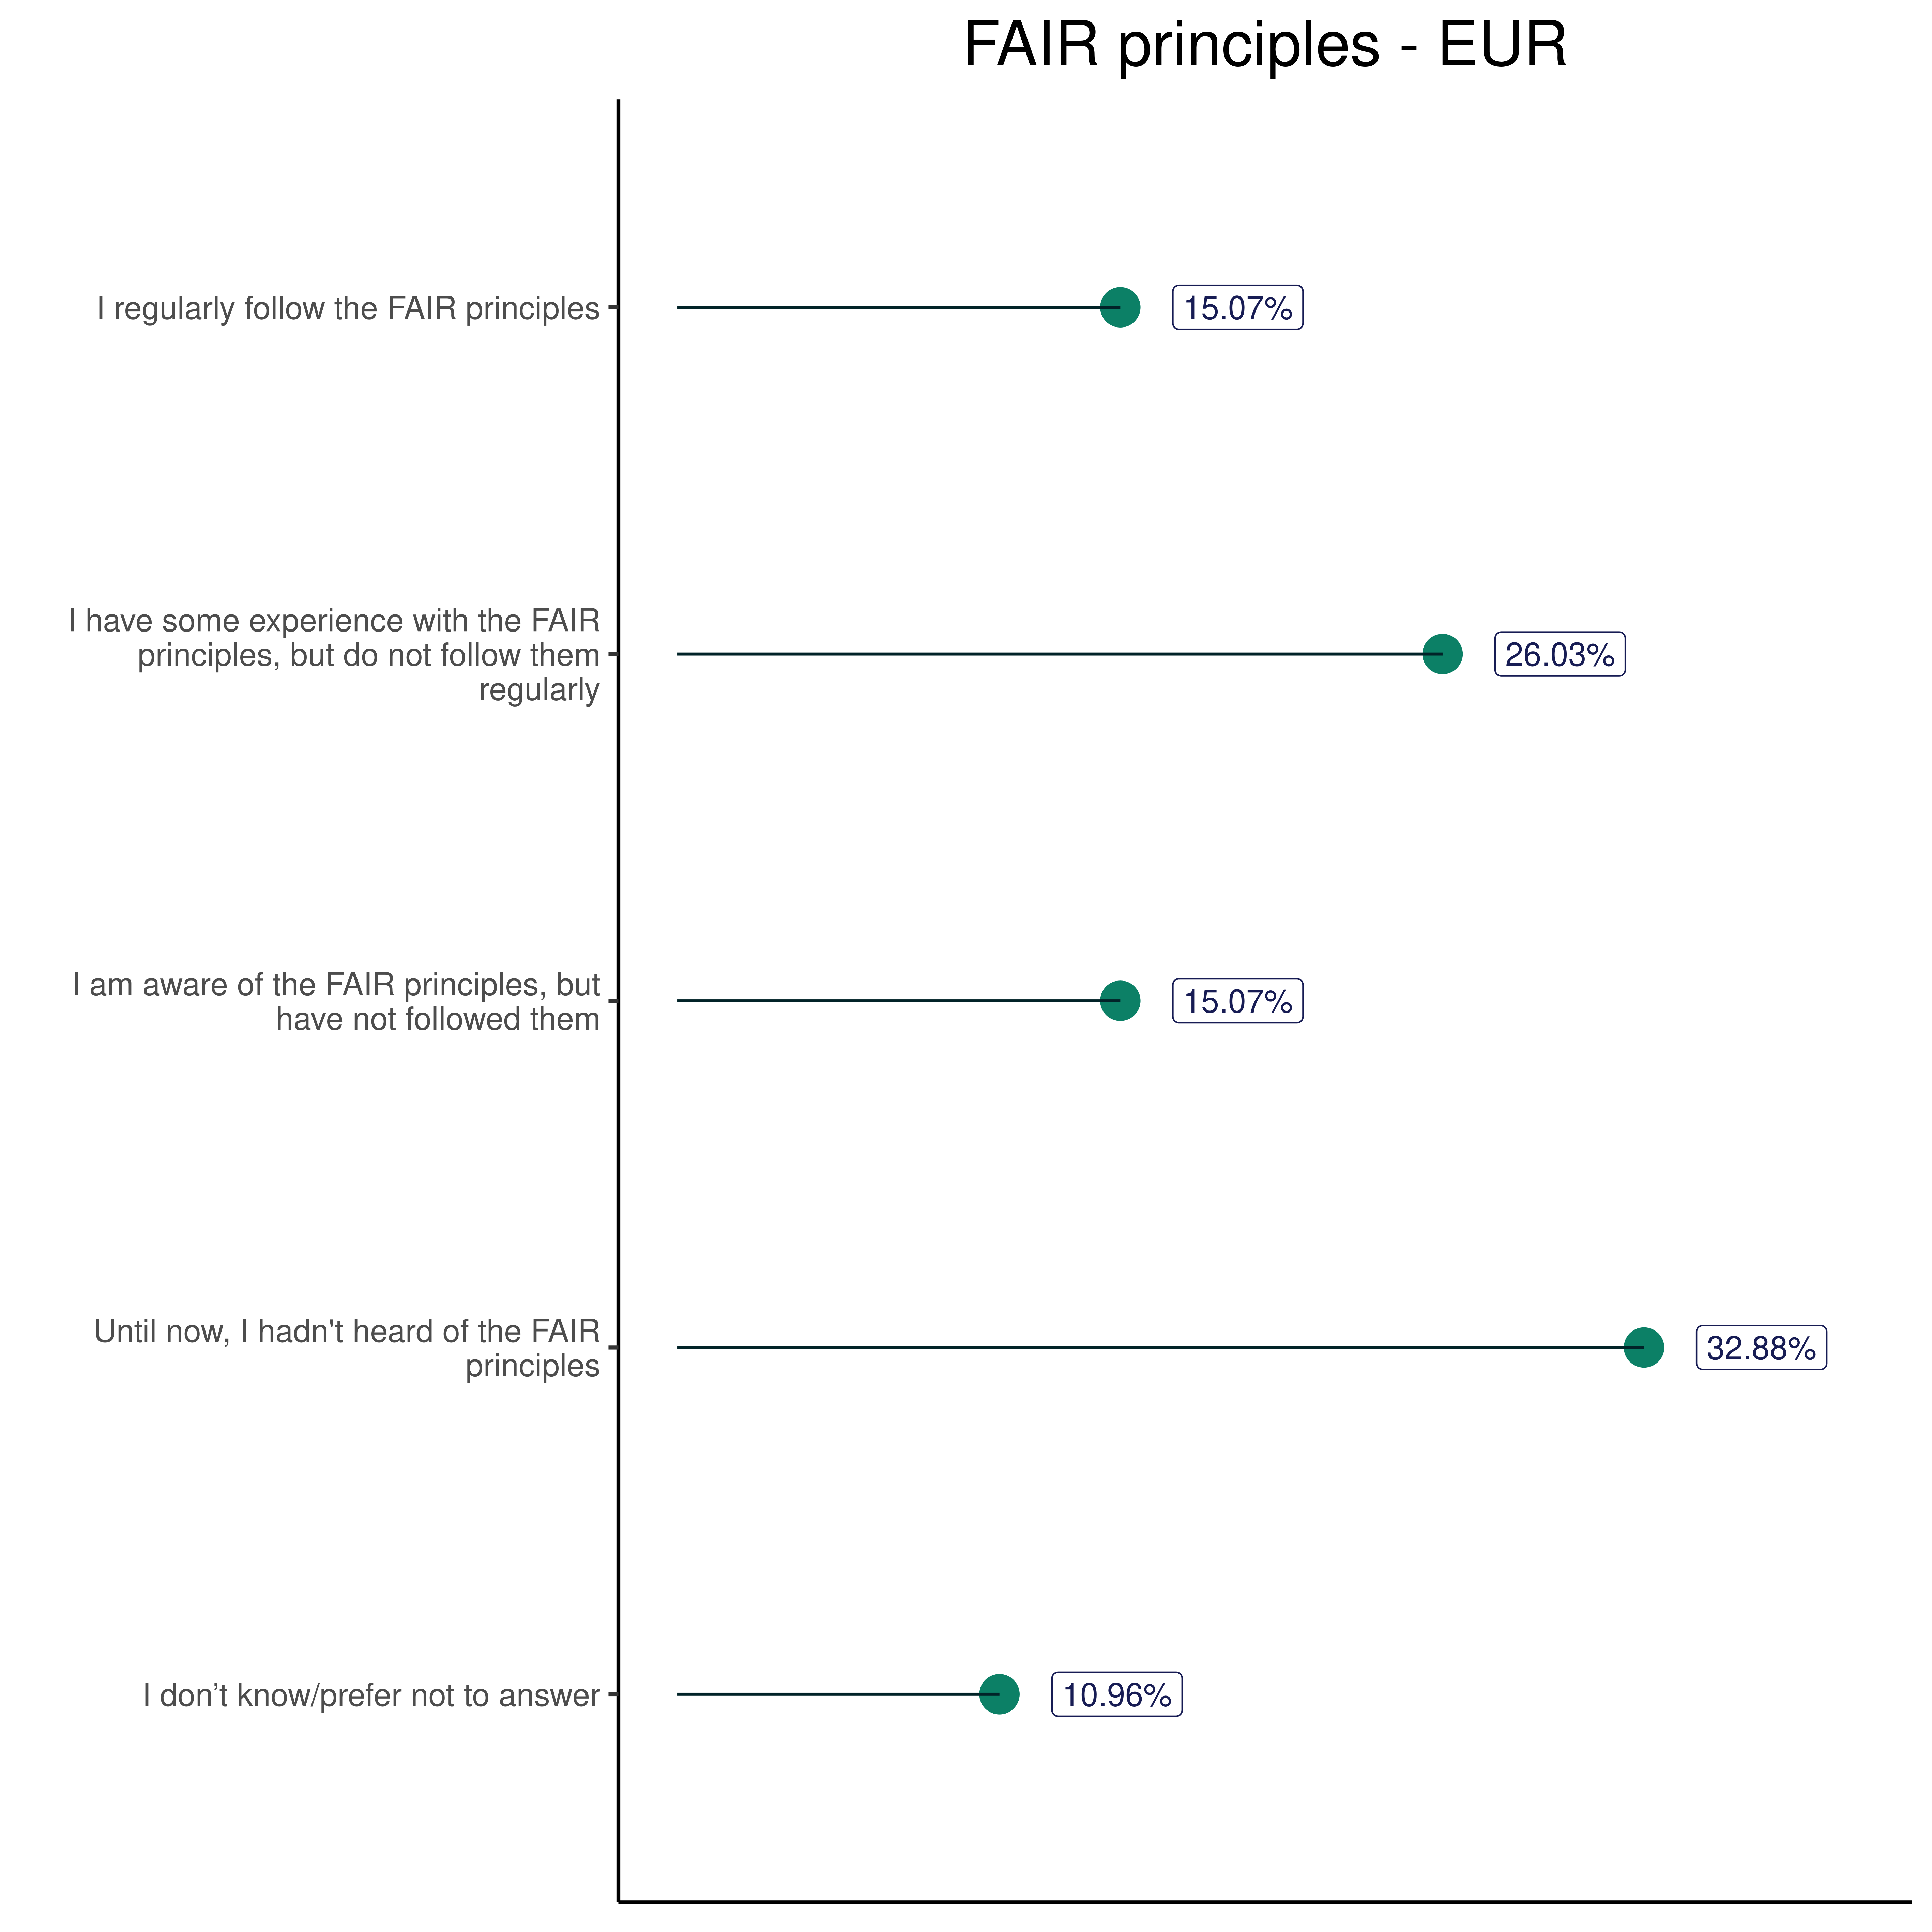 FAIR principles - EUR
I regularly follow the FAIR principles
15.07%
I have some experience with the FAIR
principles, but do not follow them
regularly
26.03%
I am aware of the FAIR principles, but
have not followed them
15.07%
Until now, I hadn't heard of the FAIR
principles
32.88%
I don’t know/prefer not to answer
10.96%